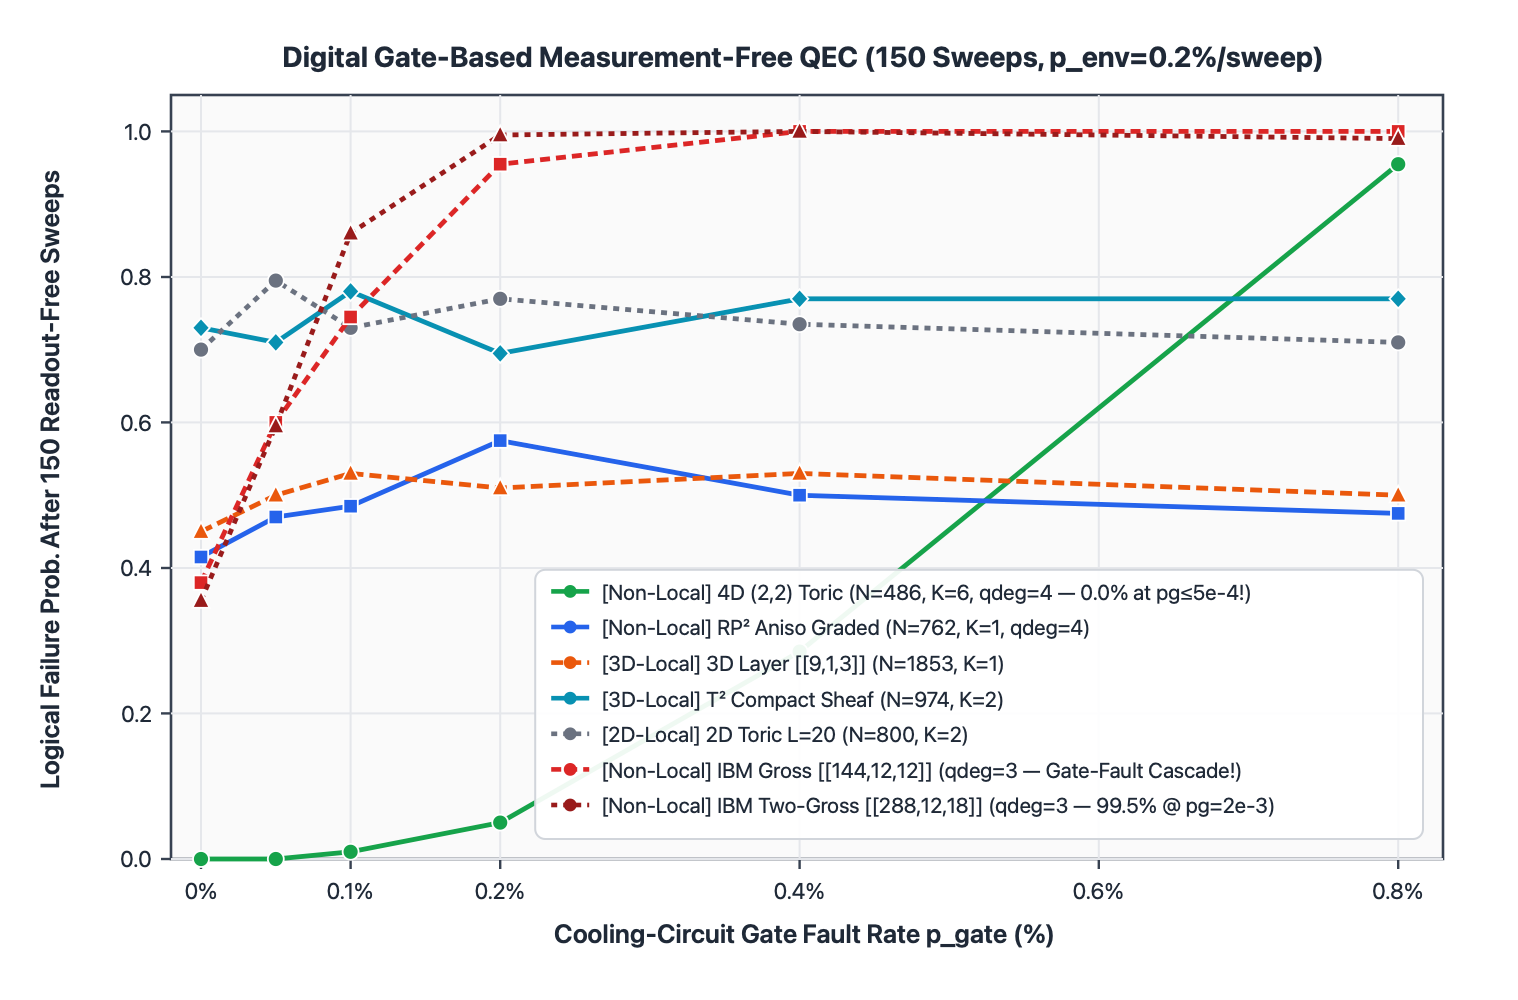 Digital Gate-Based Measurement-Free QEC (150 Sweeps, p_env=0.2%/sweep)
Logical Failure Prob. After 150 Readout-Free Sweeps
1.0
0.8
0.6
0.4
0.2
0.0
[Non-Local] 4D (2,2) Toric (N=486, K=6, qdeg=4 — 0.0% at pg≤5e-4!)
[Non-Local] RP² Aniso Graded (N=762, K=1, qdeg=4)
[3D-Local] 3D Layer [[9,1,3]] (N=1853, K=1)
[3D-Local] T² Compact Sheaf (N=974, K=2)
[2D-Local] 2D Toric L=20 (N=800, K=2)
[Non-Local] IBM Gross [[144,12,12]] (qdeg=3 — Gate-Fault Cascade!)
[Non-Local] IBM Two-Gross [[288,12,18]] (qdeg=3 — 99.5% @ pg=2e-3)
0% 0.1% 0.2% 0.4% 0.6% 0.8%
Cooling-Circuit Gate Fault Rate p_gate (%)